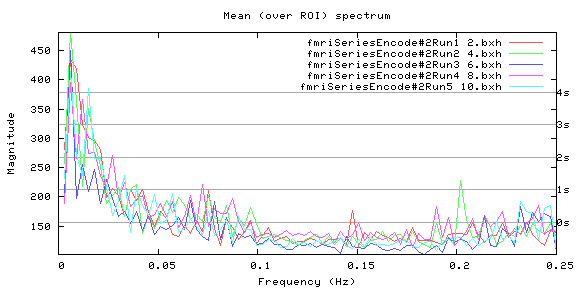 Mean (over ROI) spectrum
fmriSeriesEncode#2Run1 2.bxh
fmriSeriesEncode#2Run2 4.bxh
fmriSeriesEncode#2Run3 6.bxh
fmriSeriesEncode#2Run4 8.bxh
fmriSeriesEncode#2Run5 10.bxh
Magnitude
450
400
350
300
250
200
150
4s
3s
2s
1s
0s
0 0.05 0.1 0.15 0.2 0.25
Frequency (Hz)